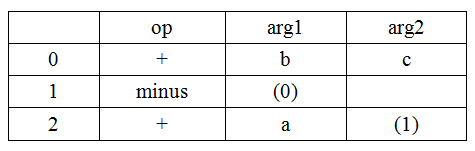 op arg1 arg2
0 + b c
1 minus (0)
2 + a (1)